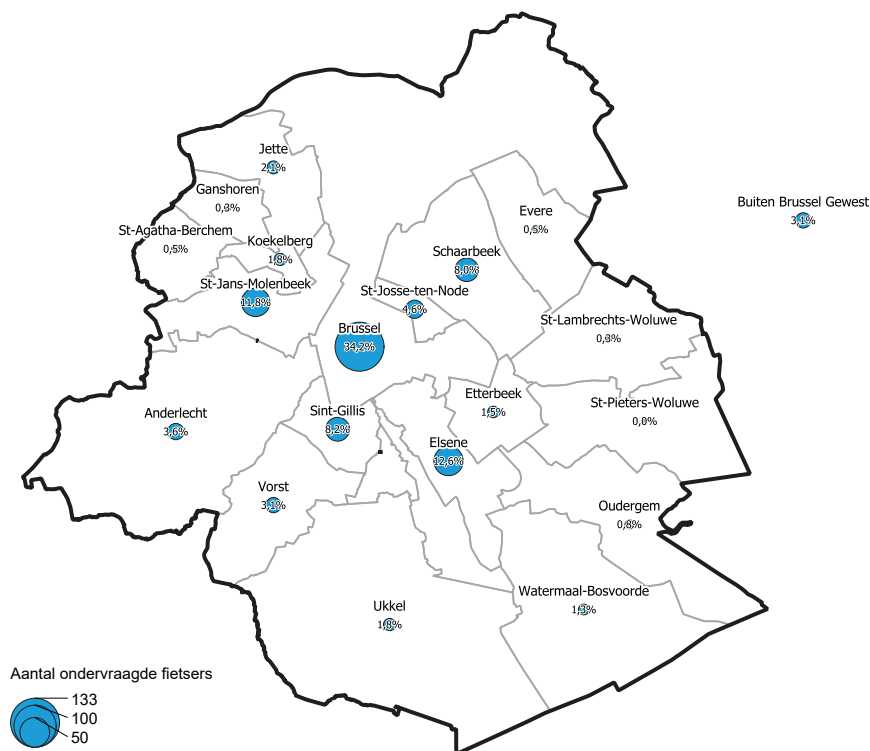 Jette
2,1%
Ganshoren
0,3%
Evere
0,5%
Buiten Brussel Gewest
3,1%
St-Agatha-Berchem
0,5%
Koekelberg
1,8%
Schaarbeek
8,0%
St-Jans-Molenbeek
11,8%
St-Josse-ten-Node
4,6%
St-Lambrechts-Woluwe
0,3%
Brussel
34,2%
Etterbeek
1,5%
St-Pieters-Woluwe
0,0%
Anderlecht
3,6%
Sint-Gillis
8,2%
Elsene
12,6%
Vorst
3,1%
Oudergem
0,8%
Watermaal-Bosvoorde
1,3%
Ukkel
1,8%
Aantal ondervraagde fietsers
133
100
50